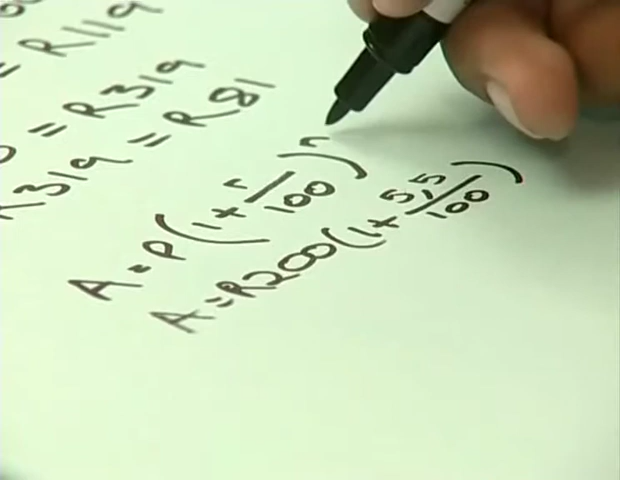 = R119
= R319
R319 = R81
A = P(1 + r/100)ⁿ
A = R200(1 + 5,5/100)